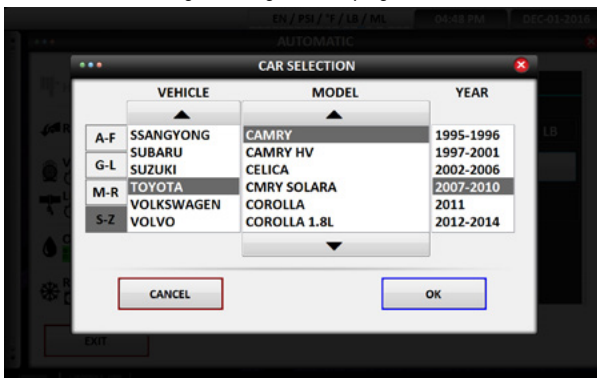 EN / PSI / °F / LB / ML 04:48 PM DEC-01-2016
AUTOMATIC
CAR SELECTION
VEHICLE MODEL YEAR
A-F
G-L
M-R
S-Z
SSANGYONG
SUBARU
SUZUKI
TOYOTA
VOLKSWAGEN
VOLVO
CAMRY
CAMRY HV
CELICA
CMRY SOLARA
COROLLA
COROLLA 1.8L
1995-1996
1997-2001
2002-2006
2007-2010
2011
2012-2014
LB
CANCEL OK
EXIT